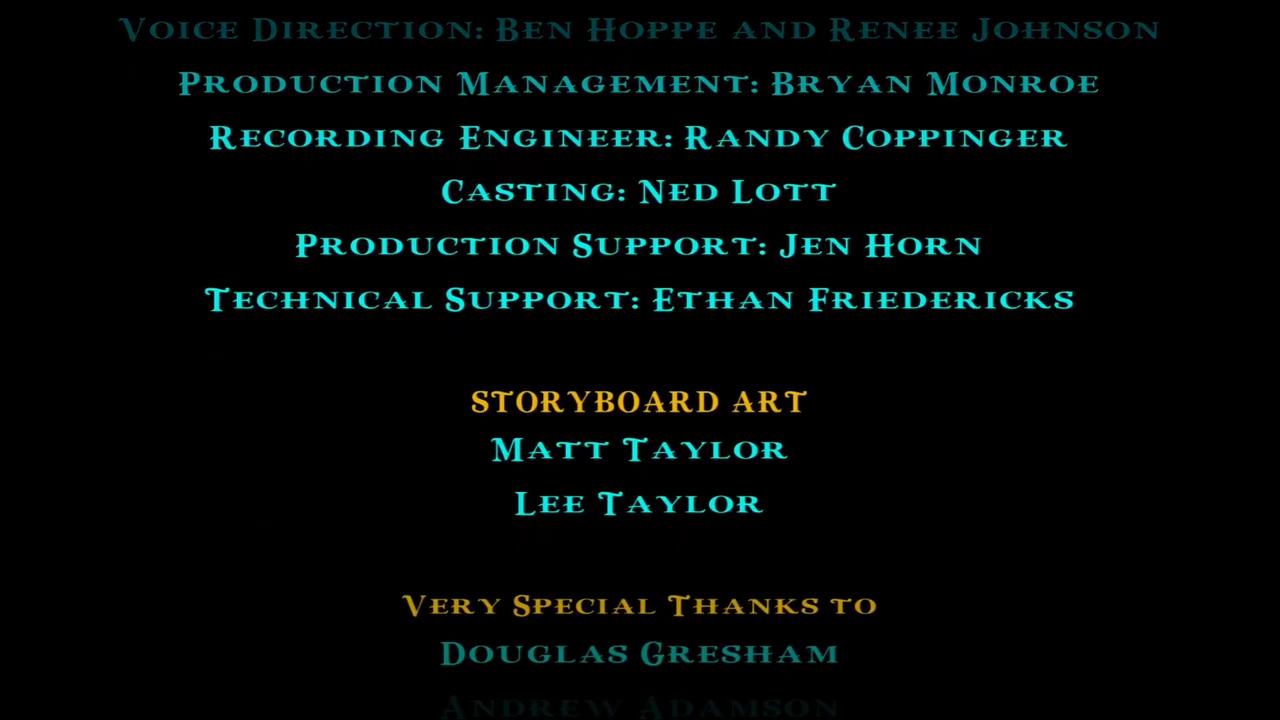 Voice Direction: Ben Hoppe and Renee Johnson
Production Management: Bryan Monroe
Recording Engineer: Randy Coppinger
Casting: Ned Lott
Production Support: Jen Horn
Technical Support: Ethan Friedericks
STORYBOARD ART
Matt Taylor
Lee Taylor
Very Special Thanks to
Douglas Gresham
Andrew Adamson